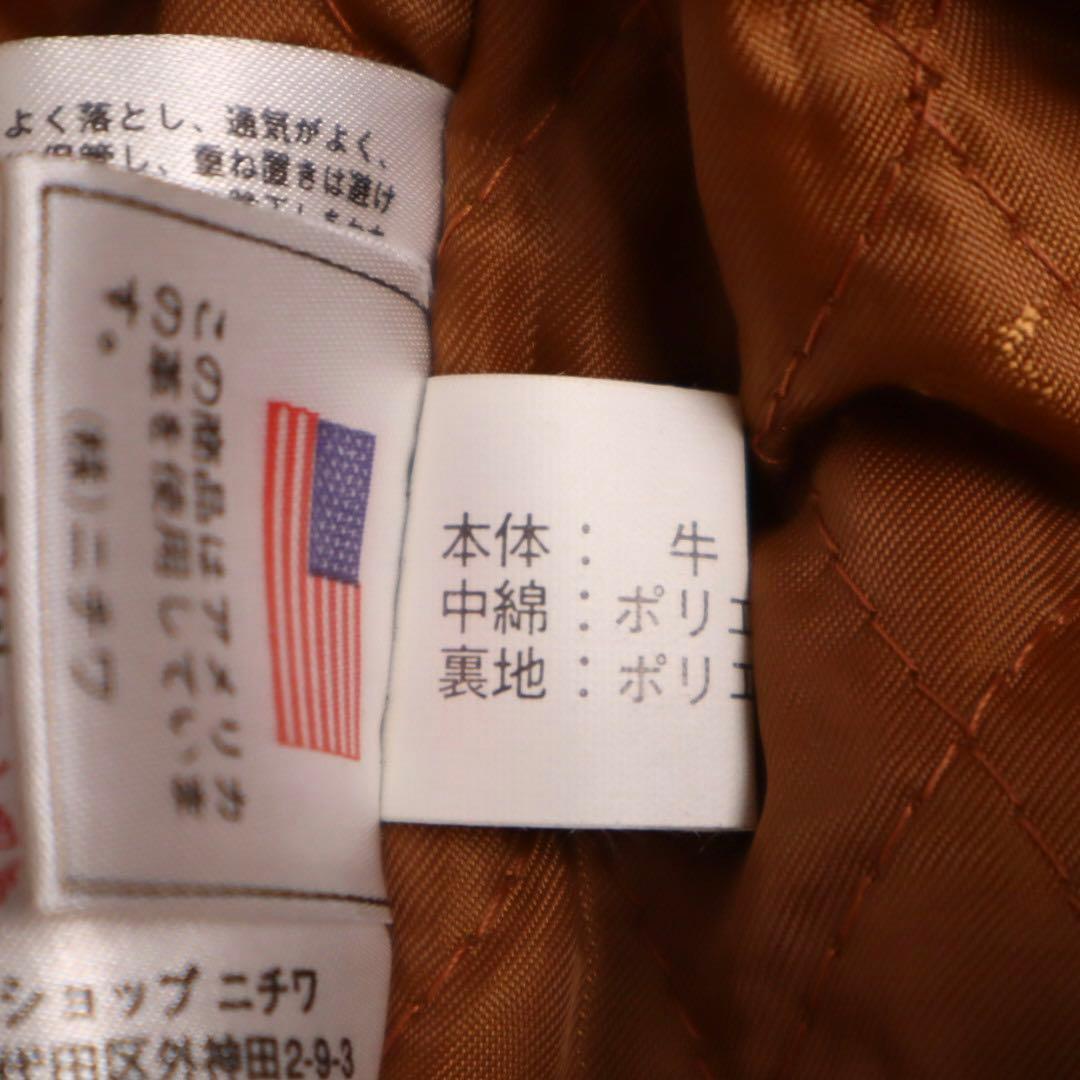 よく落とし、通気がよく、
保管し、重ね置きは避け
この商品はアメリカ
の革を使用していま
す。 (株)ニチワ
本体： 牛
中綿：ポリエ
裏地：ポリエ
ショップ ニチワ
代田区外神田2-9-3